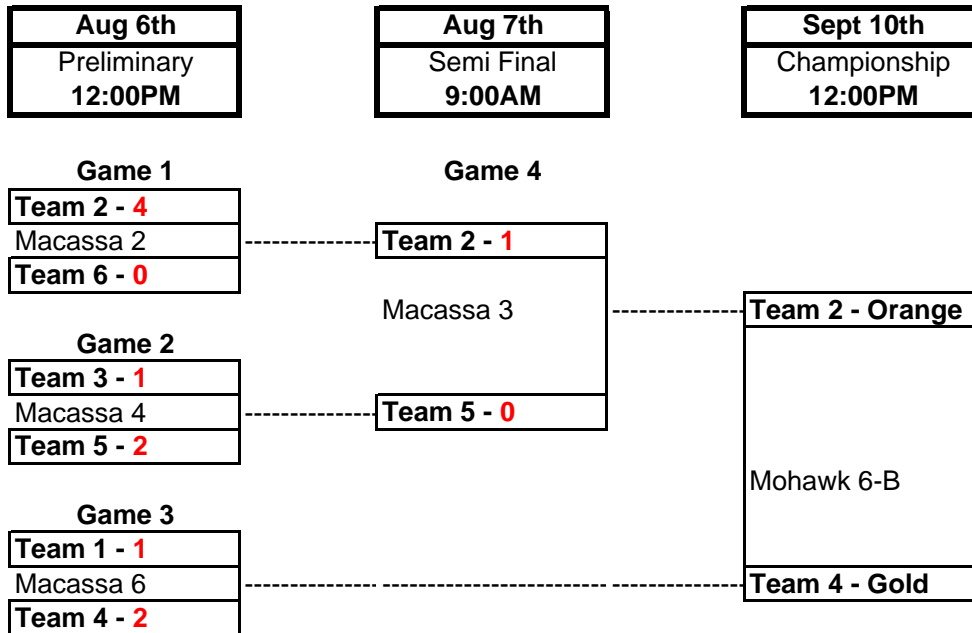 Aug 6th
Preliminary
12:00PM
Aug 7th
Semi Final
9:00AM
Sept 10th
Championship
12:00PM
Game 1
Team 2 - 4
Macassa 2
Team 6 - 0
Game 2
Team 3 - 1
Macassa 4
Team 5 - 2
Game 3
Team 1 - 1
Macassa 6
Team 4 - 2
Game 4
Team 2 - 1
Macassa 3
Team 5 - 0
Team 2 - Orange
Mohawk 6-B
Team 4 - Gold